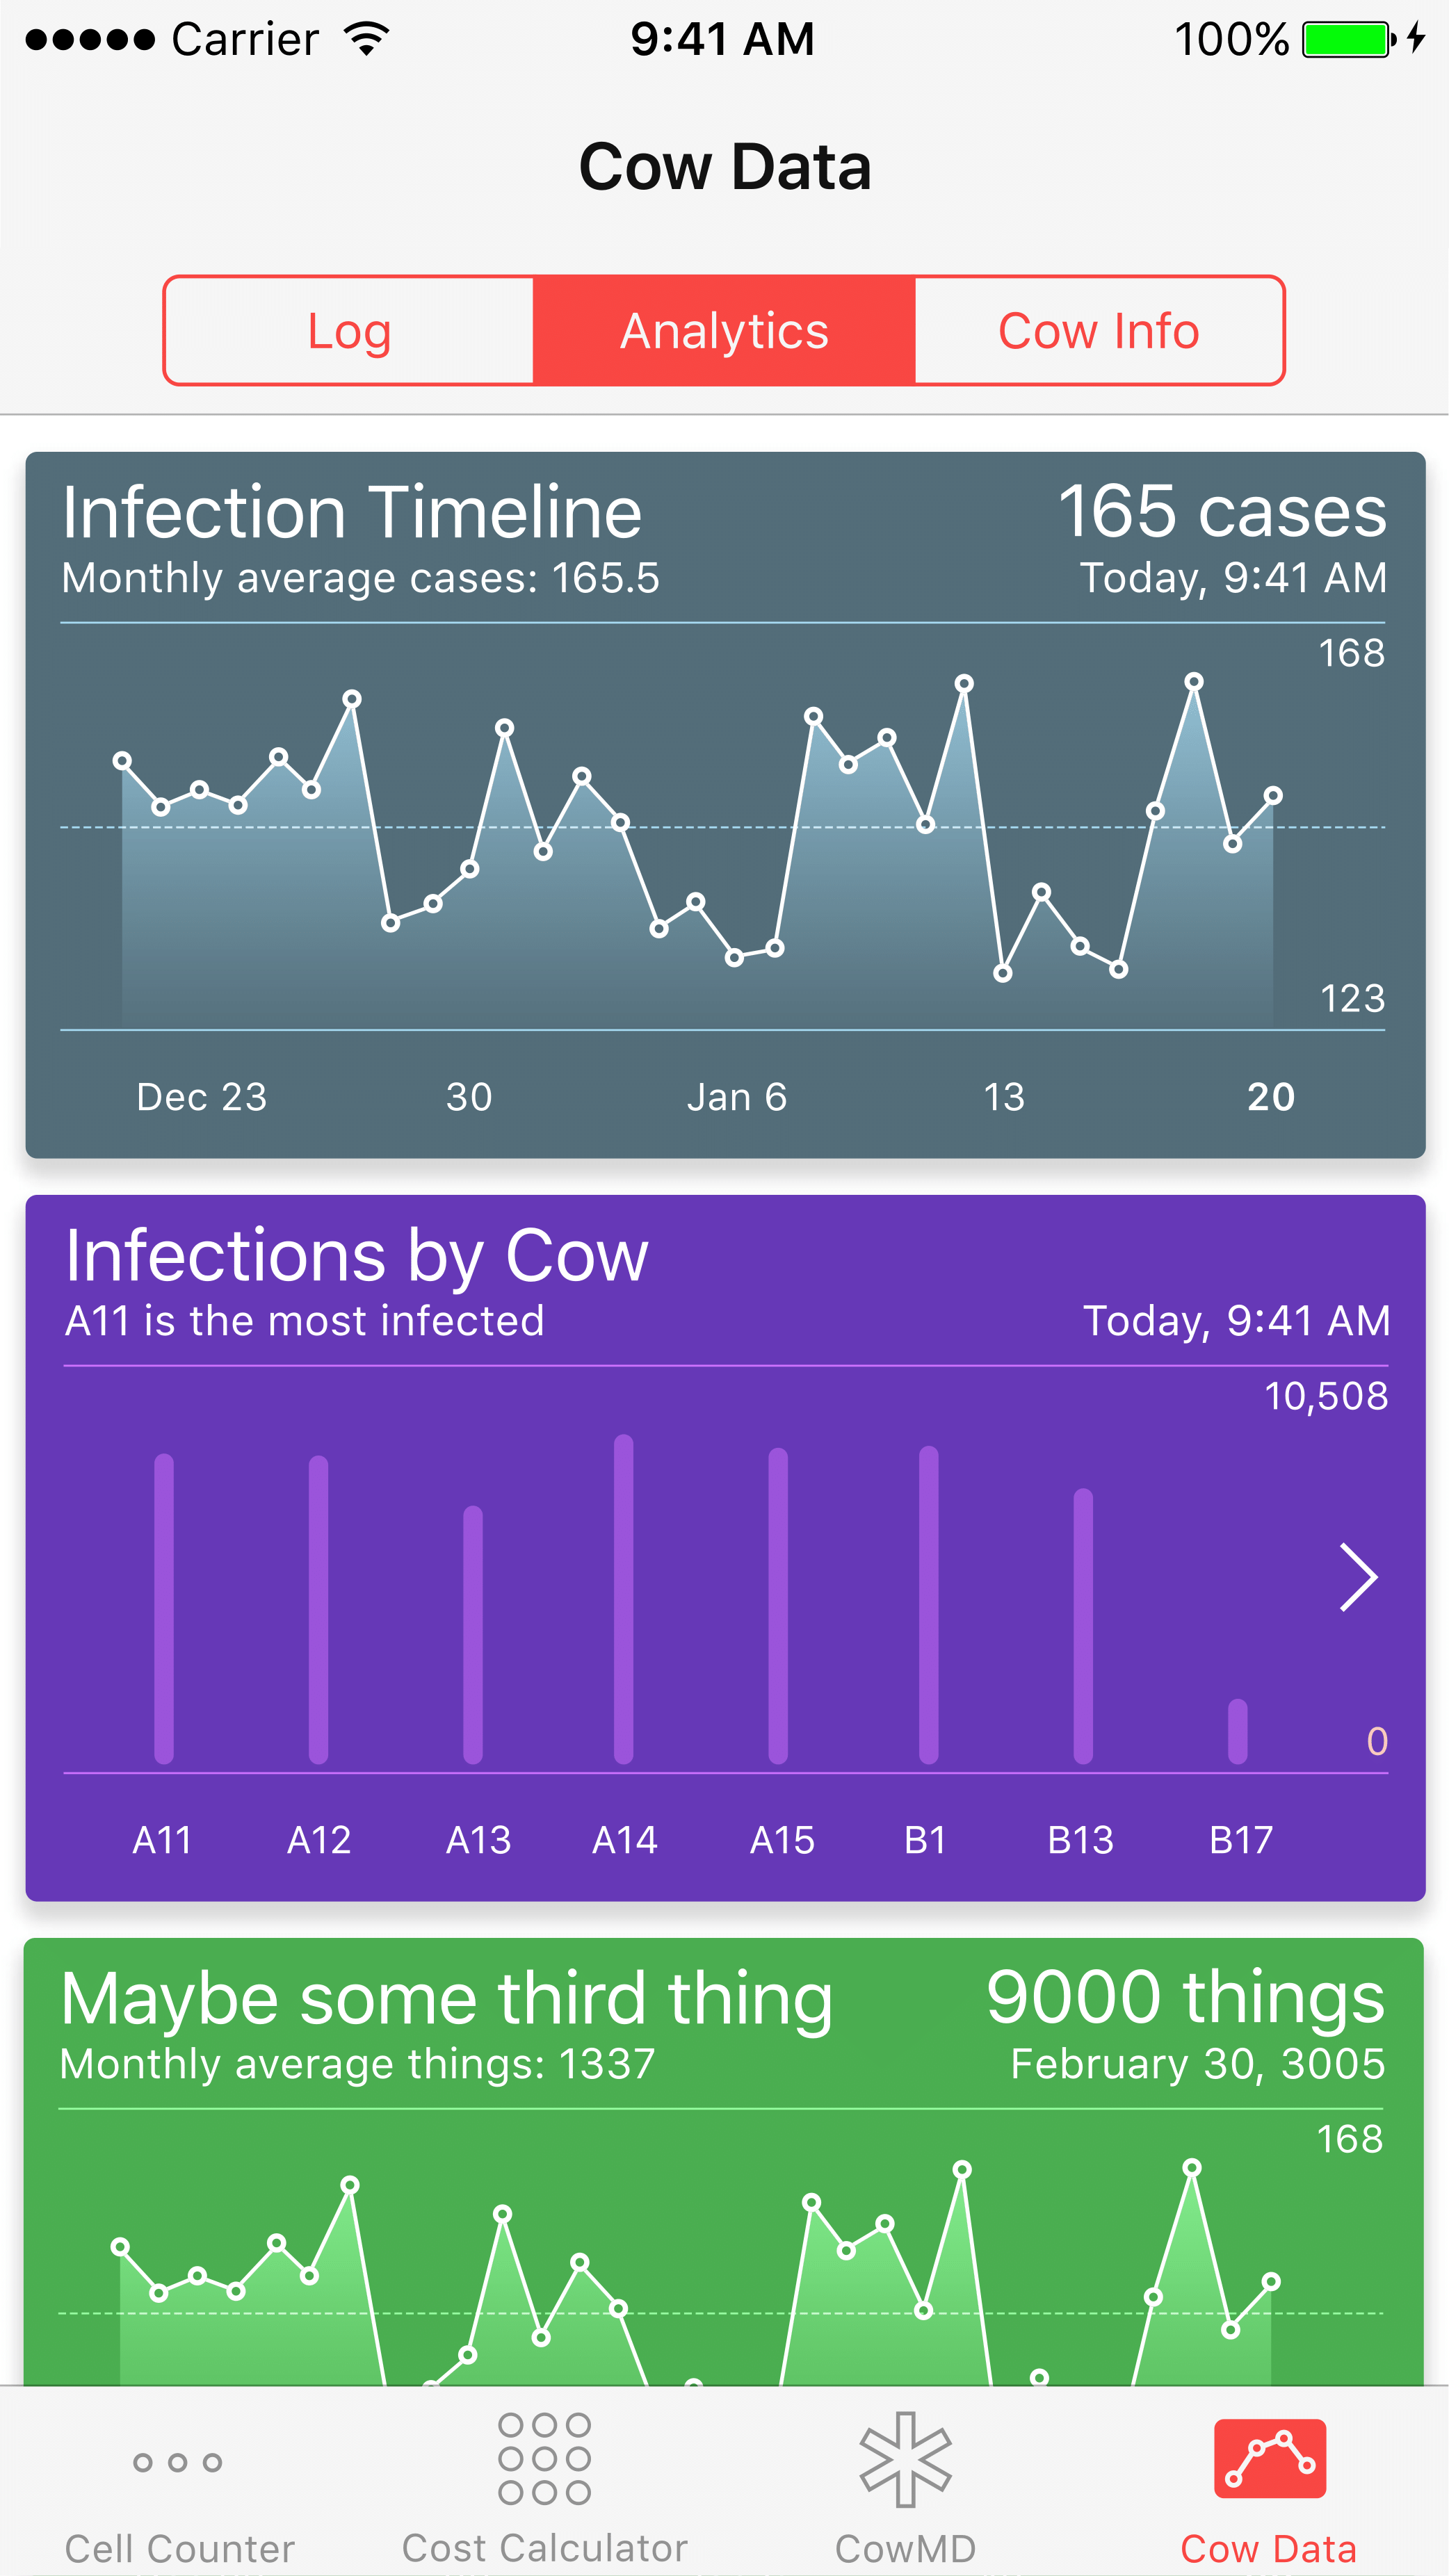 Carrier 9:41 AM 100%
Cow Data
Log Analytics Cow Info
Infection Timeline 165 cases
Monthly average cases: 165.5 Today, 9:41 AM
168
123
Dec 23 30 Jan 6 13 20
Infections by Cow
A11 is the most infected Today, 9:41 AM
10,508
0
A11 A12 A13 A14 A15 B1 B13 B17
Maybe some third thing 9000 things
Monthly average things: 1337 February 30, 3005
168
Cell Counter Cost Calculator CowMD Cow Data